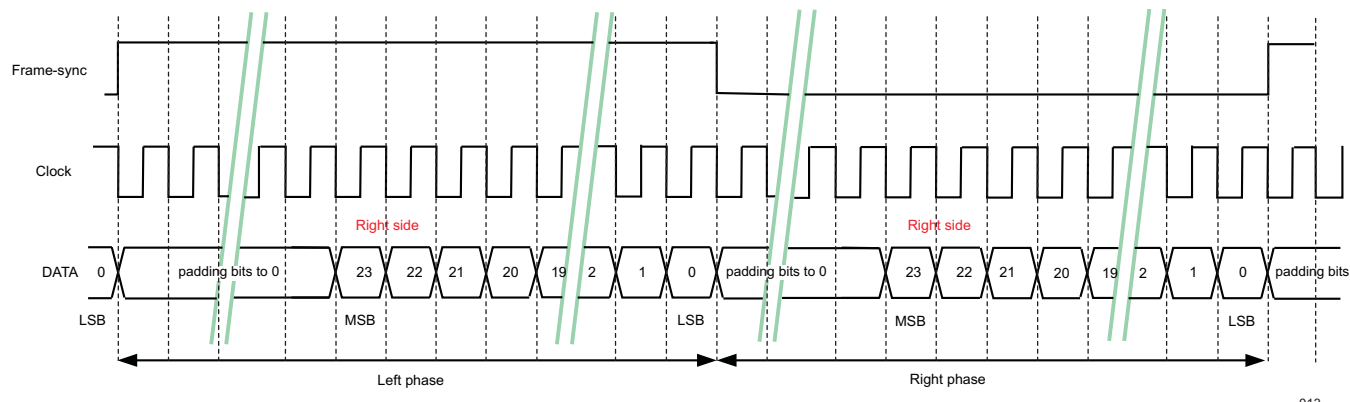 Frame-sync
Clock
Right side Right side
DATA 0 padding bits to 0 23 22 21 20 19 2 1 0 padding bits to 0 23 22 21 20 19 2 1 0 padding bits
LSB MSB LSB MSB LSB
Left phase Right phase